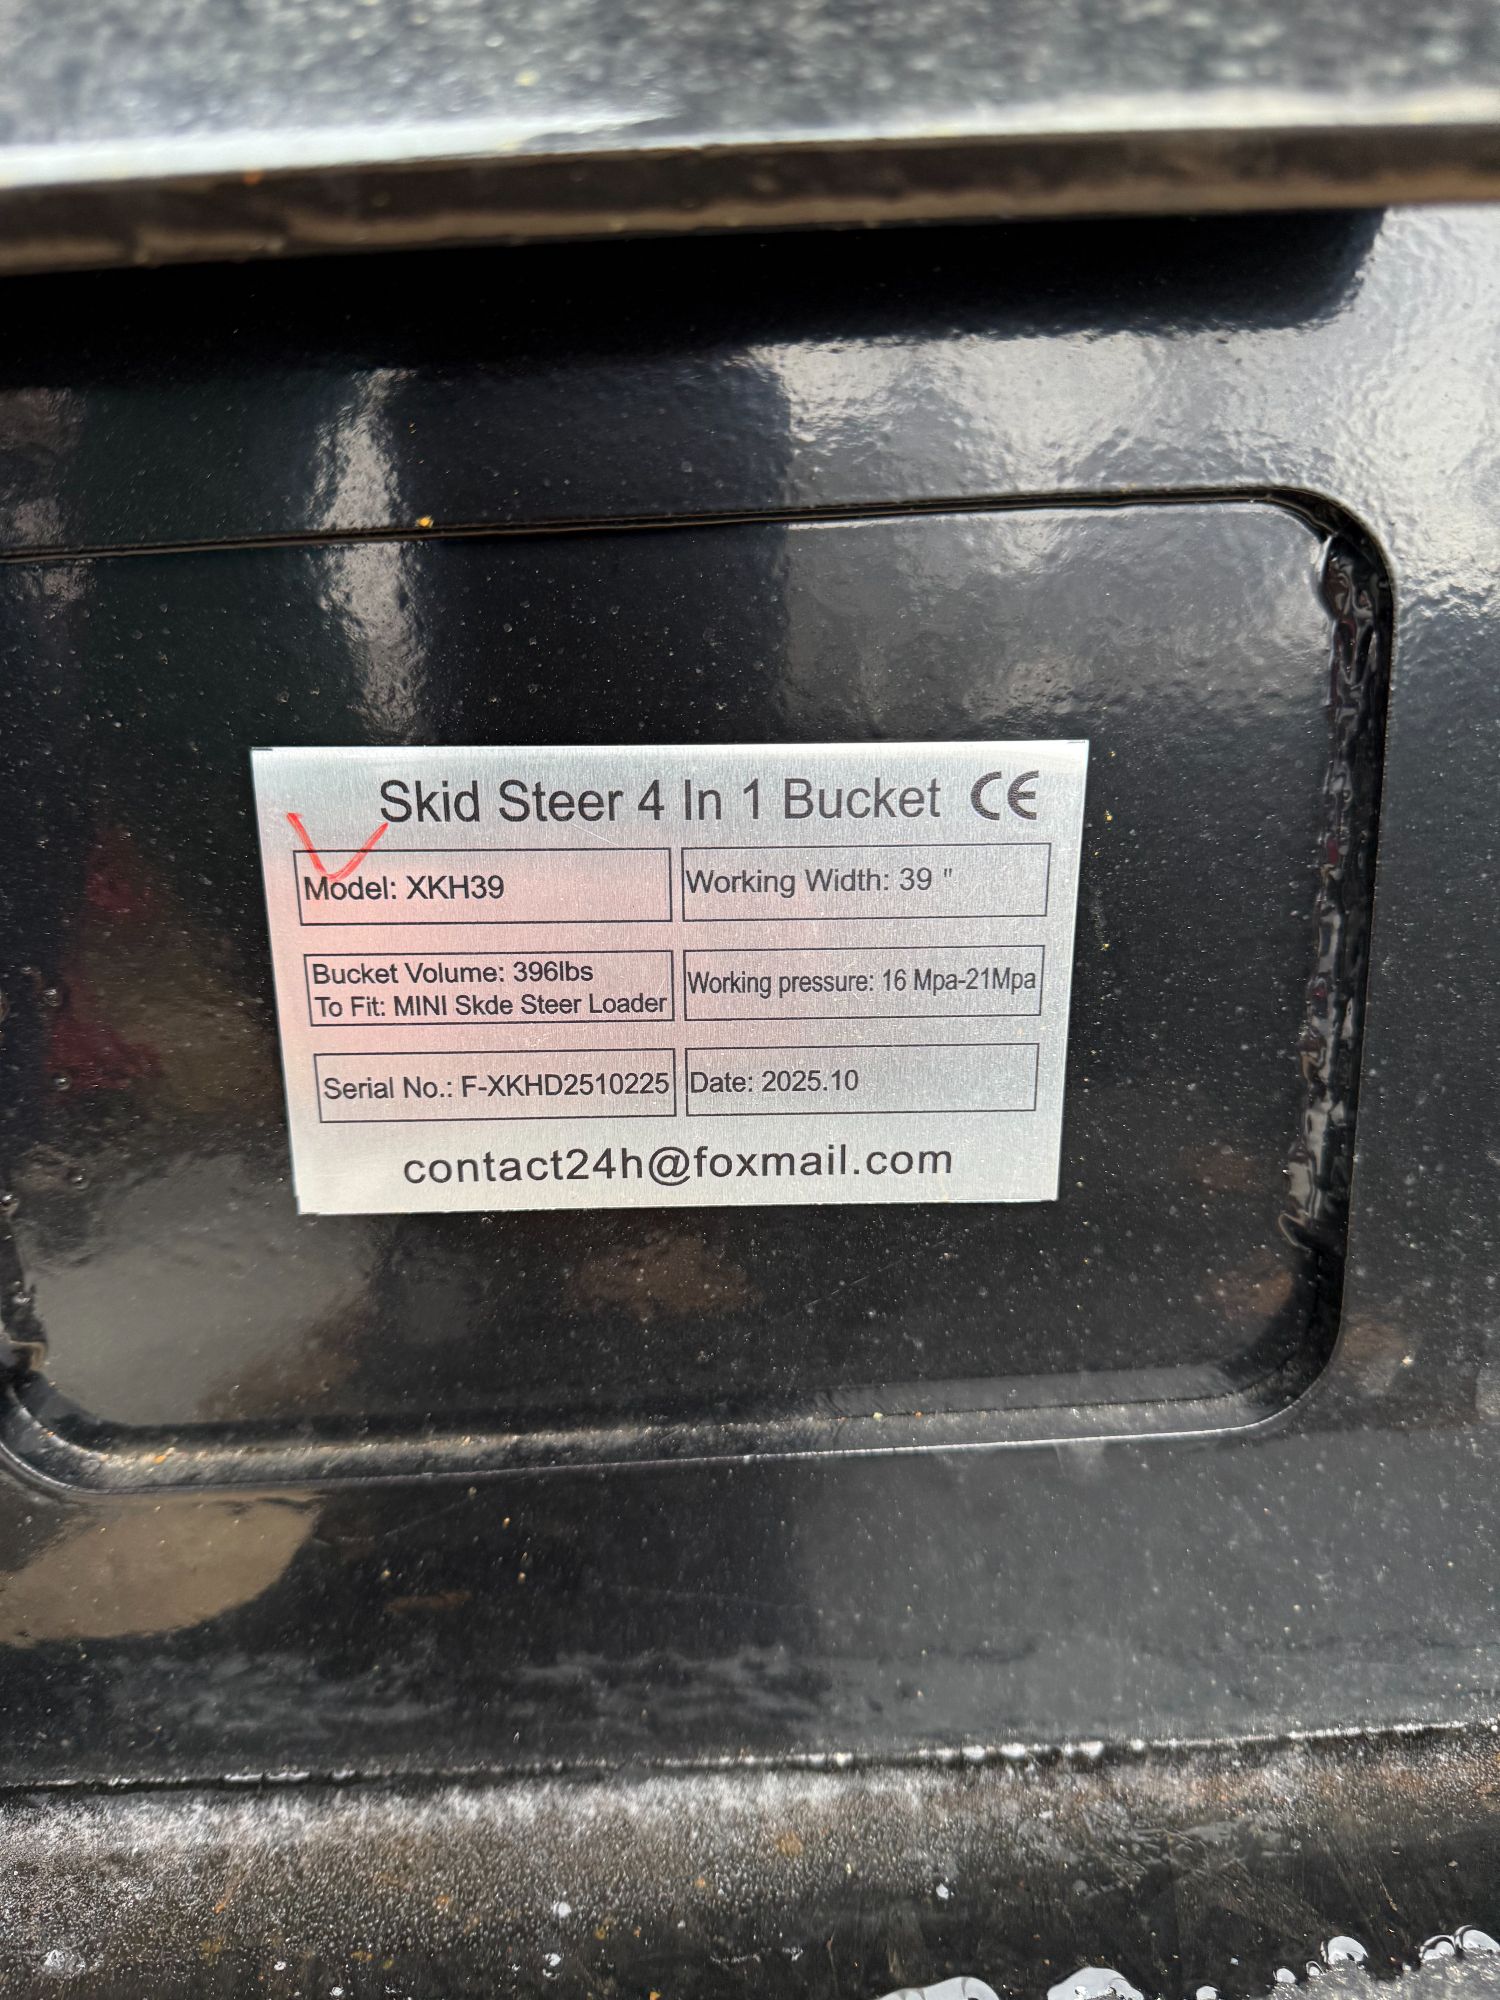 Skid Steer 4 In 1 Bucket CE
Model: XKH39
Working Width: 39 "
Bucket Volume: 396lbs
To Fit: MINI Skde Steer Loader
Working pressure: 16 Mpa-21Mpa
Serial No.: F-XKHD2510225
Date: 2025.10
contact24h@foxmail.com